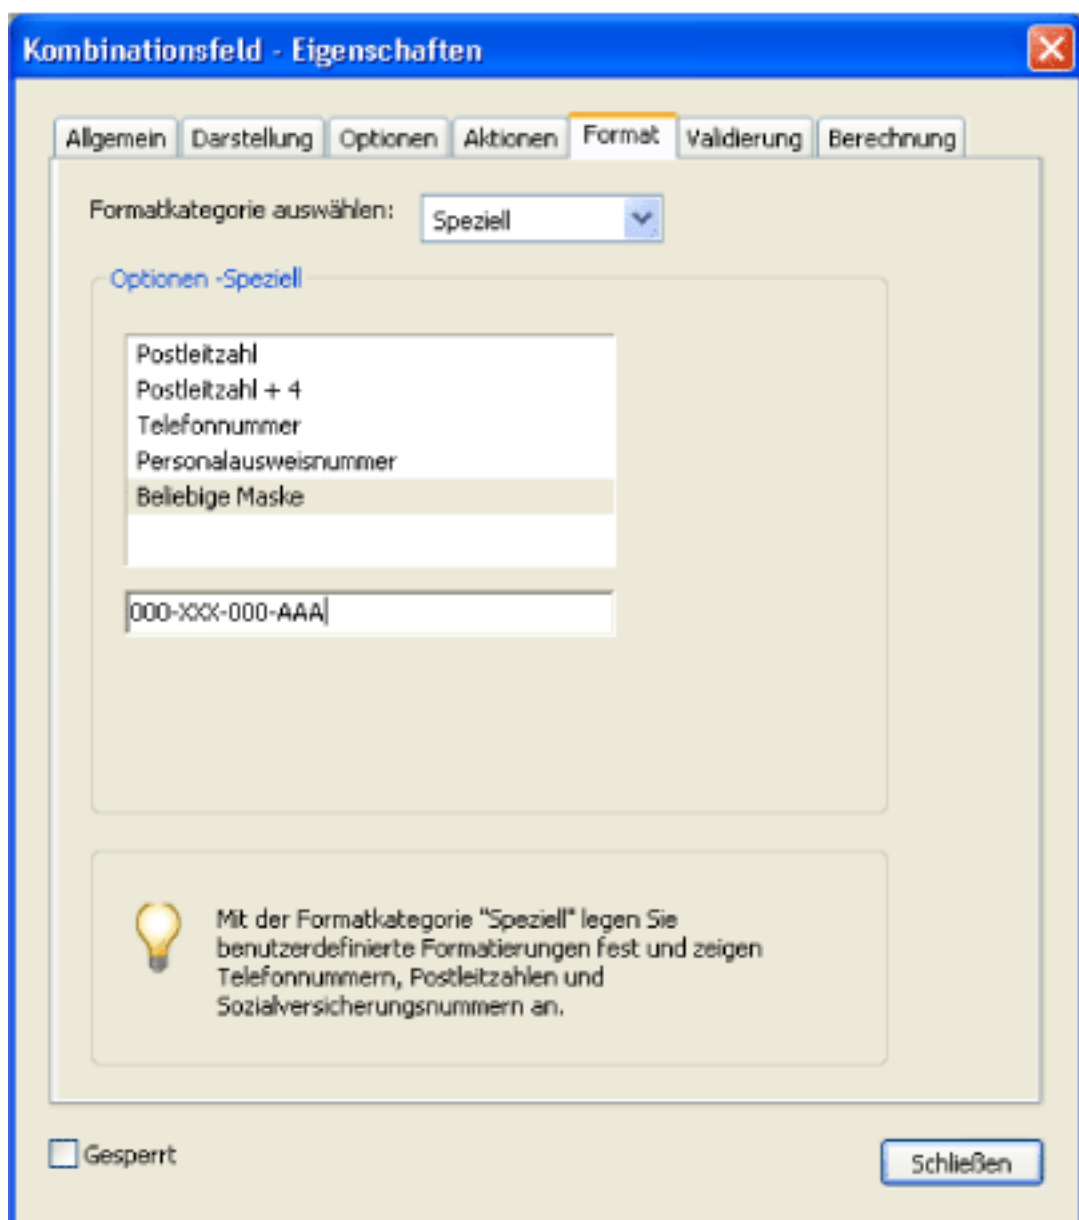 Kombinationsfeld - Eigenschaften
Allgemein Darstellung Optionen Aktionen Format Validierung Berechnung
Formatkategorie auswählen: Speziell
Optionen -Speziell
Postleitzahl
Postleitzahl + 4
Telefonnummer
Personalausweisnummer
Beliebige Maske
000-XXX-000-AAA
Mit der Formatkategorie "Speziell" legen Sie
benutzerdefinierte Formatierungen fest und zeigen
Telefonnummern, Postleitzahlen und
Sozialversicherungsnummern an.
Gesperrt
Schließen